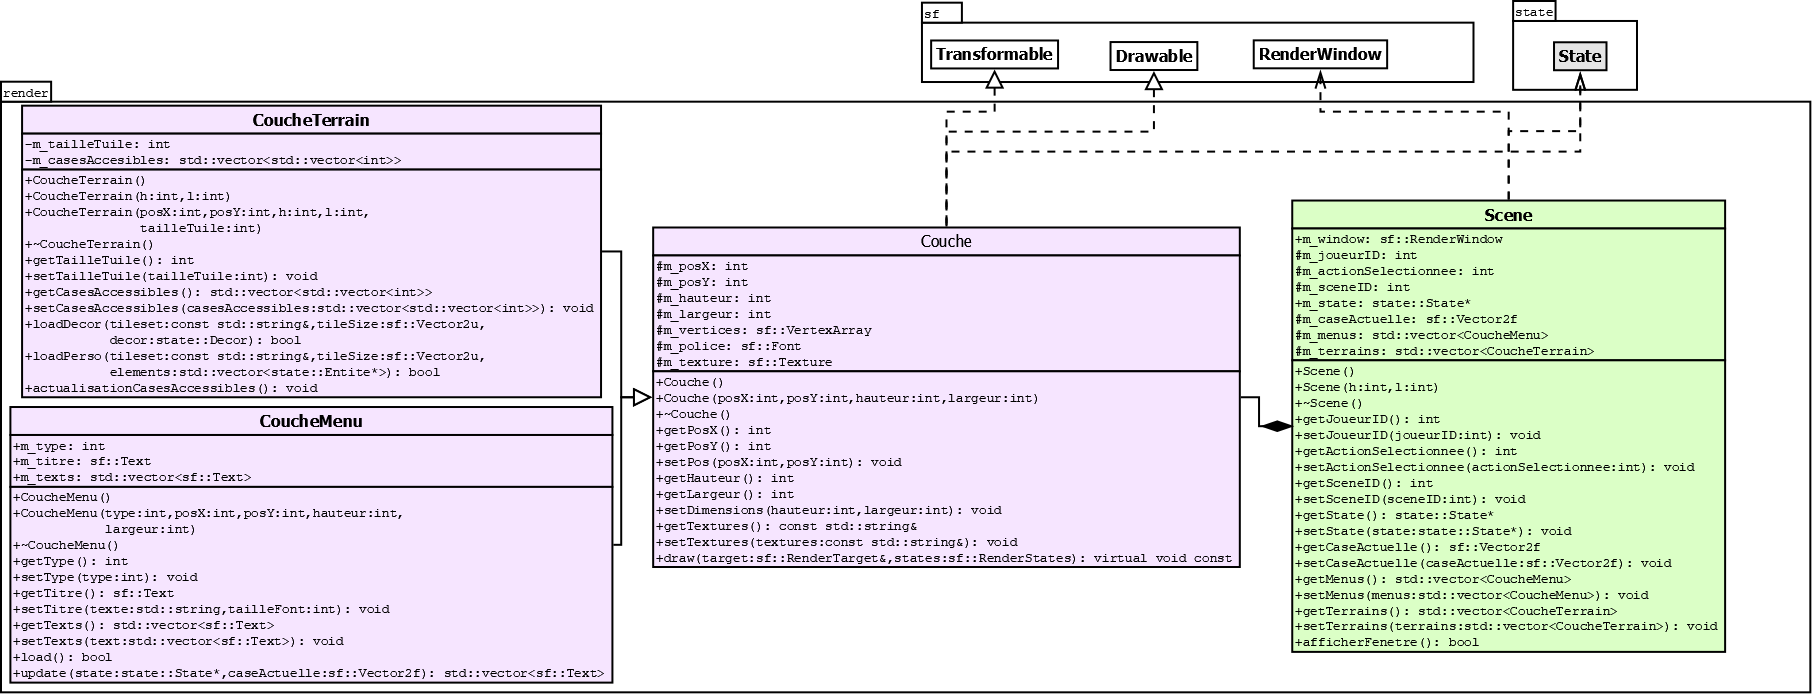 sf
Transformable
Drawable
RenderWindow
state
State
render
CoucheTerrain
-m_tailleTuile: int
-m_casesAccesibles: std::vector<std::vector<int>>
+CoucheTerrain()
+CoucheTerrain(h:int,l:int)
+CoucheTerrain(posX:int,posY:int,h:int,l:int,
tailleTuile:int)
+~CoucheTerrain()
+getTailleTuile(): int
+setTailleTuile(tailleTuile:int): void
+getCasesAccessibles(): std::vector<std::vector<int>>
+setCasesAccessibles(casesAccessibles:std::vector<std::vector<int>>): void
+loadDecor(tileset:const std::string&,tileSize:sf::Vector2u,
decor:state::Decor): bool
+loadPerso(tileset:const std::string&,tileSize:sf::Vector2u,
elements:std::vector<state::Entite*>): bool
+actualisationCasesAccessibles(): void
CoucheMenu
+m_type: int
+m_titre: sf::Text
+m_texts: std::vector<sf::Text>
+CoucheMenu()
+CoucheMenu(type:int,posX:int,posY:int,hauteur:int,
largeur:int)
+~CoucheMenu()
+getType(): int
+setType(type:int): void
+getTitre(): sf::Text
+setTitre(texte:std::string,tailleFont:int): void
+getTexts(): std::vector<sf::Text>
+setTexts(text:std::vector<sf::Text>): void
+load(): bool
+update(state:state::State*,caseActuelle:sf::Vector2f): std::vector<sf::Text>
Couche
#m_posX: int
#m_posY: int
#m_hauteur: int
#m_largeur: int
#m_vertices: sf::VertexArray
#m_police: sf::Font
#m_texture: sf::Texture
+Couche()
+Couche(posX:int,posY:int,hauteur:int,largeur:int)
+~Couche()
+getPosX(): int
+getPosY(): int
+setPos(posX:int,posY:int): void
+getHauteur(): int
+getLargeur(): int
+setDimensions(hauteur:int,largeur:int): void
+getTextures(): const std::string&
+setTextures(textures:const std::string&): void
+draw(target:sf::RenderTarget&,states:sf::RenderStates): virtual void const
Scene
+m_window: sf::RenderWindow
#m_joueurID: int
#m_actionSelectionnee: int
#m_sceneID: int
+m_state: state::State*
#m_caseActuelle: sf::Vector2f
#m_menus: std::vector<CoucheMenu>
#m_terrains: std::vector<CoucheTerrain>
+Scene()
+Scene(h:int,l:int)
+~Scene()
+getJoueurID(): int
+setJoueurID(joueurID:int): void
+getActionSelectionnee(): int
+setActionSelectionnee(actionSelectionnee:int): void
+getSceneID(): int
+setSceneID(sceneID:int): void
+getState(): state::State*
+setState(state:state::State*): void
+getCaseActuelle(): sf::Vector2f
+setCaseActuelle(caseActuelle:sf::Vector2f): void
+getMenus(): std::vector<CoucheMenu>
+setMenus(menus:std::vector<CoucheMenu>): void
+getTerrains(): std::vector<CoucheTerrain>
+setTerrains(terrains:std::vector<CoucheTerrain>): void
+afficherFenetre(): bool